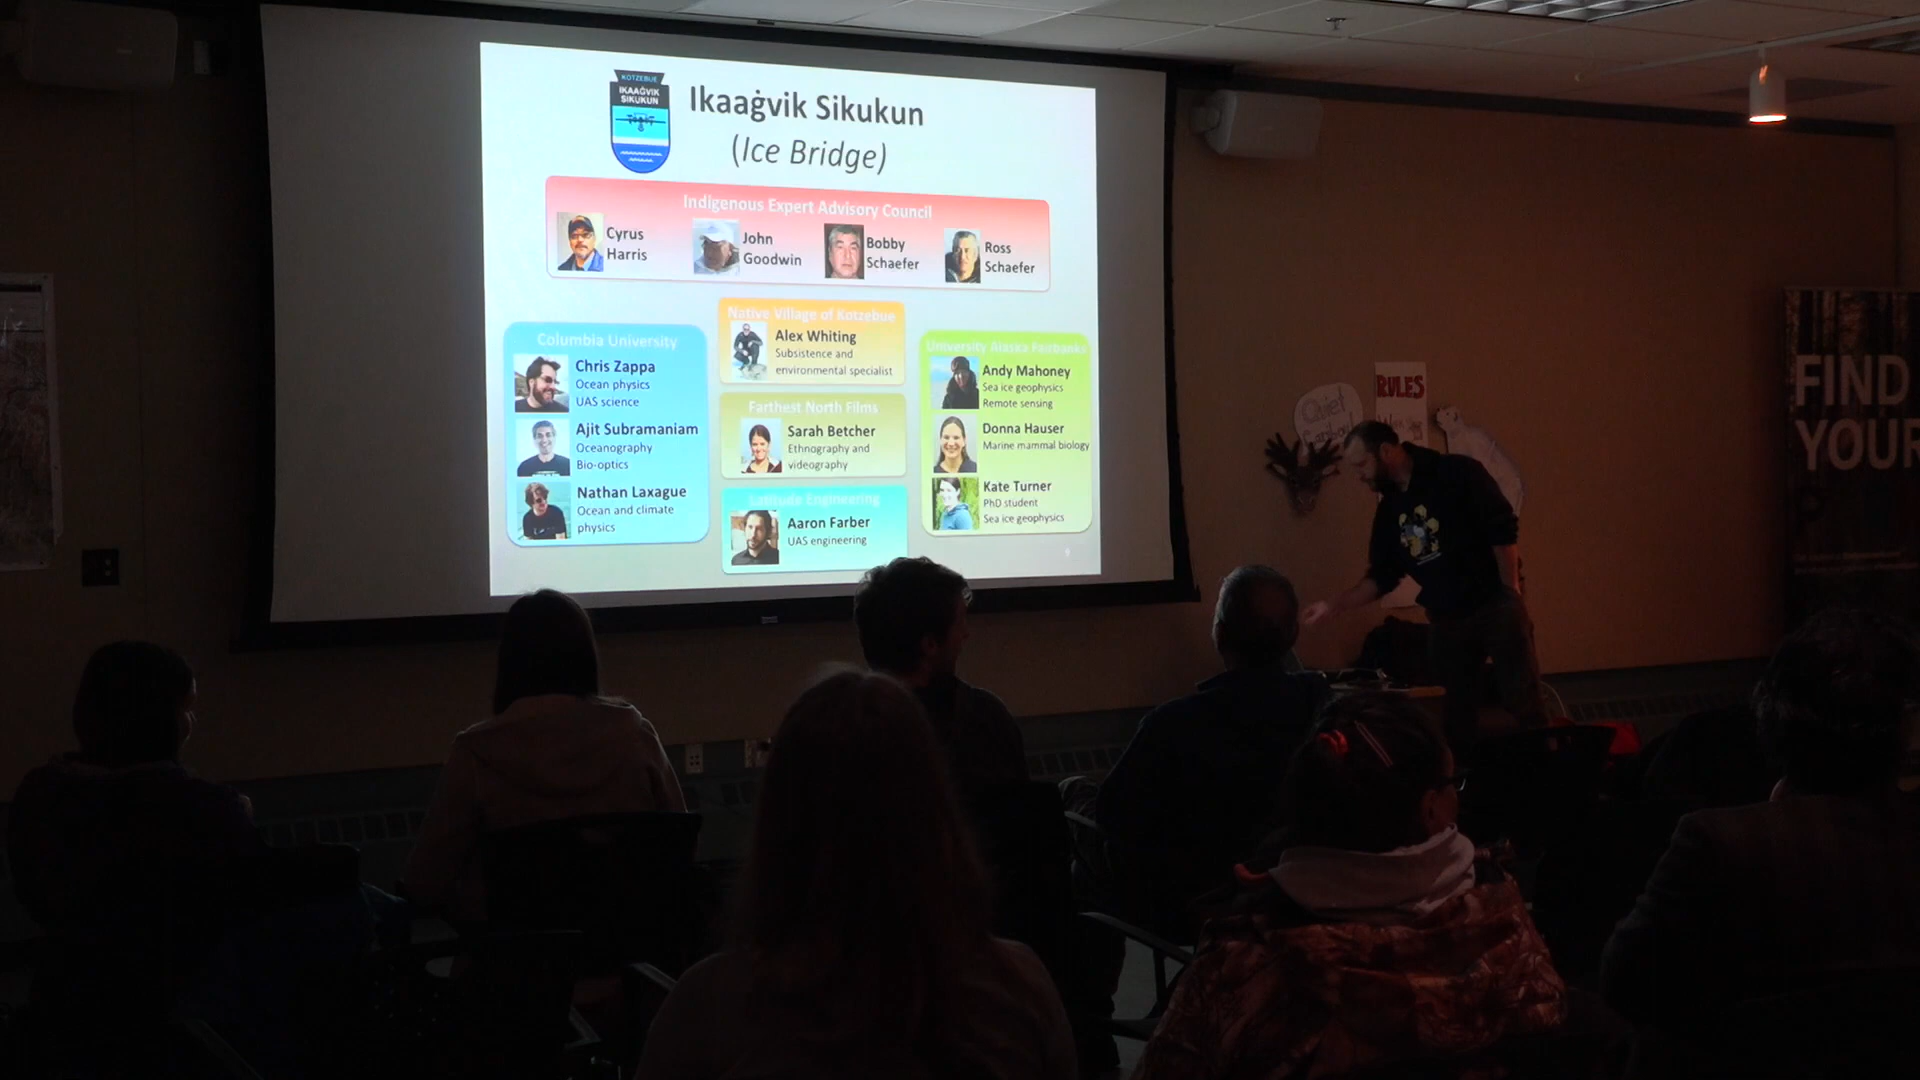 KOTZEBUE
IKAAĠVIK
SIKUKUN
Ikaaġvik Sikukun
(Ice Bridge)
Indigenous Expert Advisory Council
Cyrus
Harris
John
Goodwin
Bobby
Schaefer
Ross
Schaefer
Columbia University
Chris Zappa
Ocean physics
UAS science
Ajit Subramaniam
Oceanography
Bio-optics
Nathan Laxague
Ocean and climate
physics
Native Village of Kotzebue
Alex Whiting
Subsistence and
environmental specialist
Farthest North Films
Sarah Betcher
Ethnography and
videography
Latitude Engineering
Aaron Farber
UAS engineering
University Alaska Fairbanks
Andy Mahoney
Sea ice geophysics
Remote sensing
Donna Hauser
Marine mammal biology
Kate Turner
PhD student
Sea ice geophysics
Quiet
RULES
FIND
YOUR